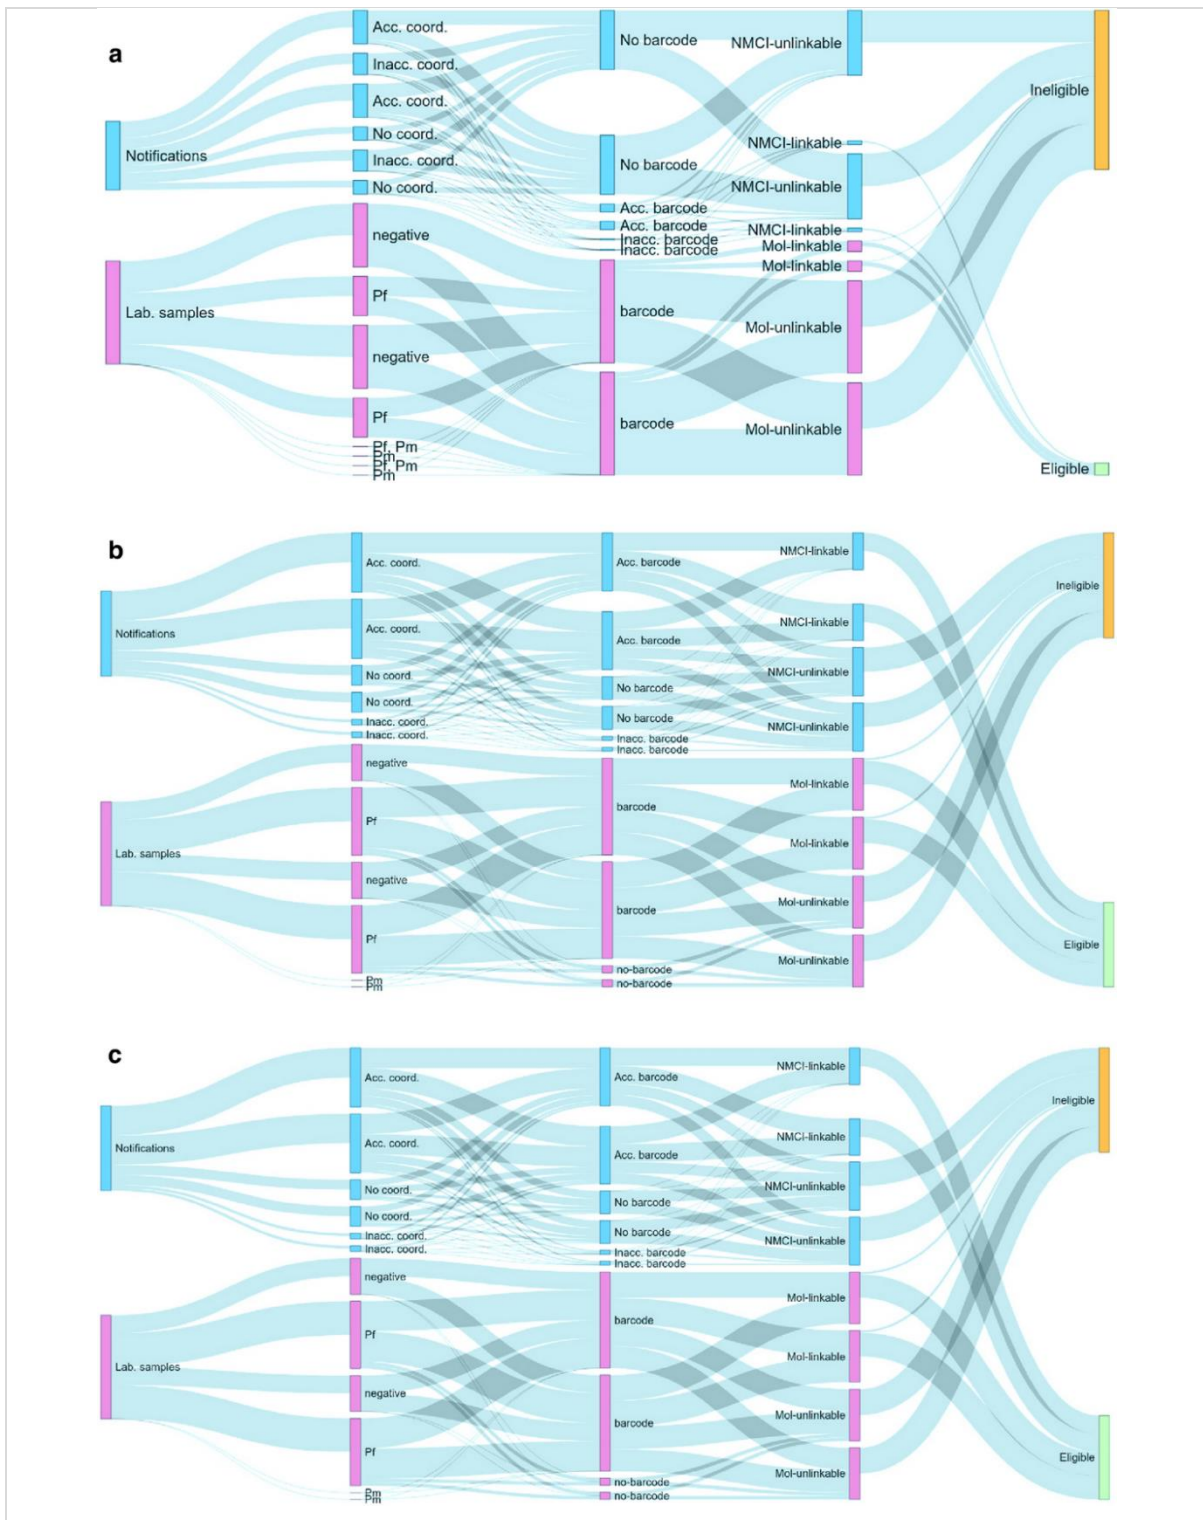 a
Notifications
Lab. samples
Acc. coord.
Inacc. coord.
Acc. coord.
No coord.
Inacc. coord.
No coord.
negative
Pf
negative
Pf
Pf, Pm
Pm
Pf, Pm
Pm
No barcode
No barcode
Acc. barcode
Acc. barcode
Inacc. barcode
Inacc. barcode
barcode
barcode
NMCI-unlinkable
NMCI-linkable
NMCI-unlinkable
NMCI-linkable
Mol-linkable
Mol-linkable
Mol-unlinkable
Mol-unlinkable
Ineligible
Eligible
b
Notifications
Lab. samples
Acc. coord.
Acc. coord.
No coord.
No coord.
Inacc. coord.
Inacc. coord.
negative
Pf
negative
Pf
Pm
Pm
Acc. barcode
Acc. barcode
No barcode
No barcode
Inacc. barcode
Inacc. barcode
barcode
barcode
no-barcode
no-barcode
NMCI-linkable
NMCI-linkable
NMCI-unlinkable
NMCI-unlinkable
Mol-linkable
Mol-linkable
Mol-unlinkable
Mol-unlinkable
Ineligible
Eligible
c
Notifications
Lab. samples
Acc. coord.
Acc. coord.
No coord.
No coord.
Inacc. coord.
Inacc. coord.
negative
Pf
negative
Pf
Pm
Pm
Acc. barcode
Acc. barcode
No barcode
No barcode
Inacc. barcode
Inacc. barcode
barcode
barcode
no-barcode
no-barcode
NMCI-linkable
NMCI-linkable
NMCI-unlinkable
NMCI-unlinkable
Mol-linkable
Mol-linkable
Mol-unlinkable
Mol-unlinkable
Ineligible
Eligible